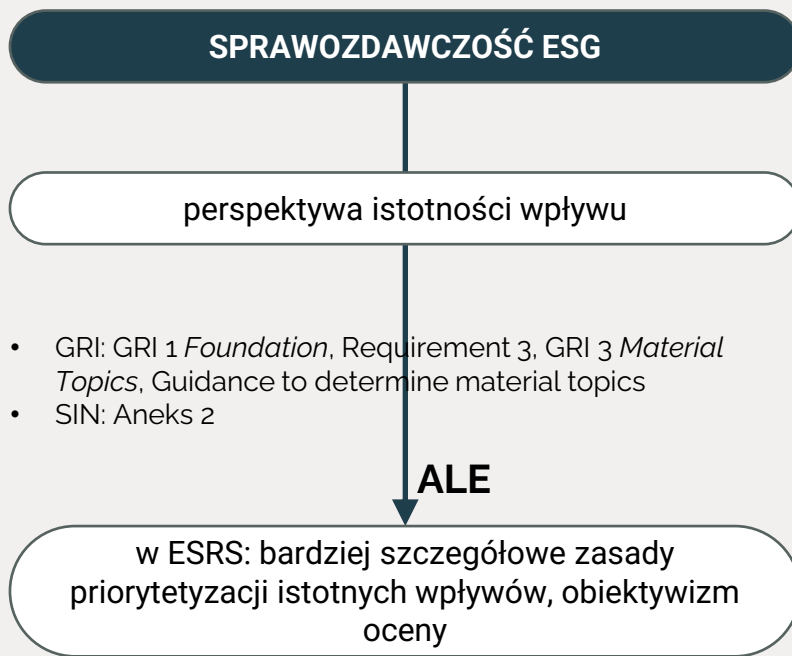 SPRAWOZDAWCZOŚĆ ESG
perspektywa istotności wpływu
• GRI: GRI 1 Foundation, Requirement 3, GRI 3 Material
Topics, Guidance to determine material topics
• SIN: Aneks 2
ALE
w ESRS: bardziej szczegółowe zasady
priorytetyzacji istotnych wpływów, obiektywizm
oceny